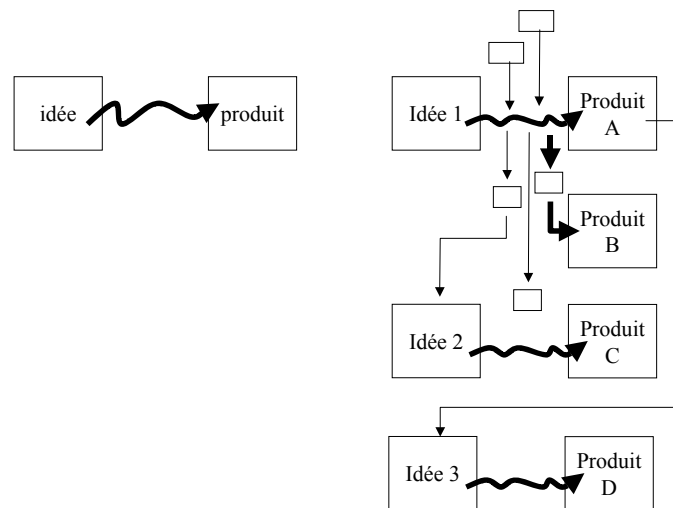 idée
produit
Idée 1
Produit
A
Produit
B
Idée 2
Produit
C
Idée 3
Produit
D